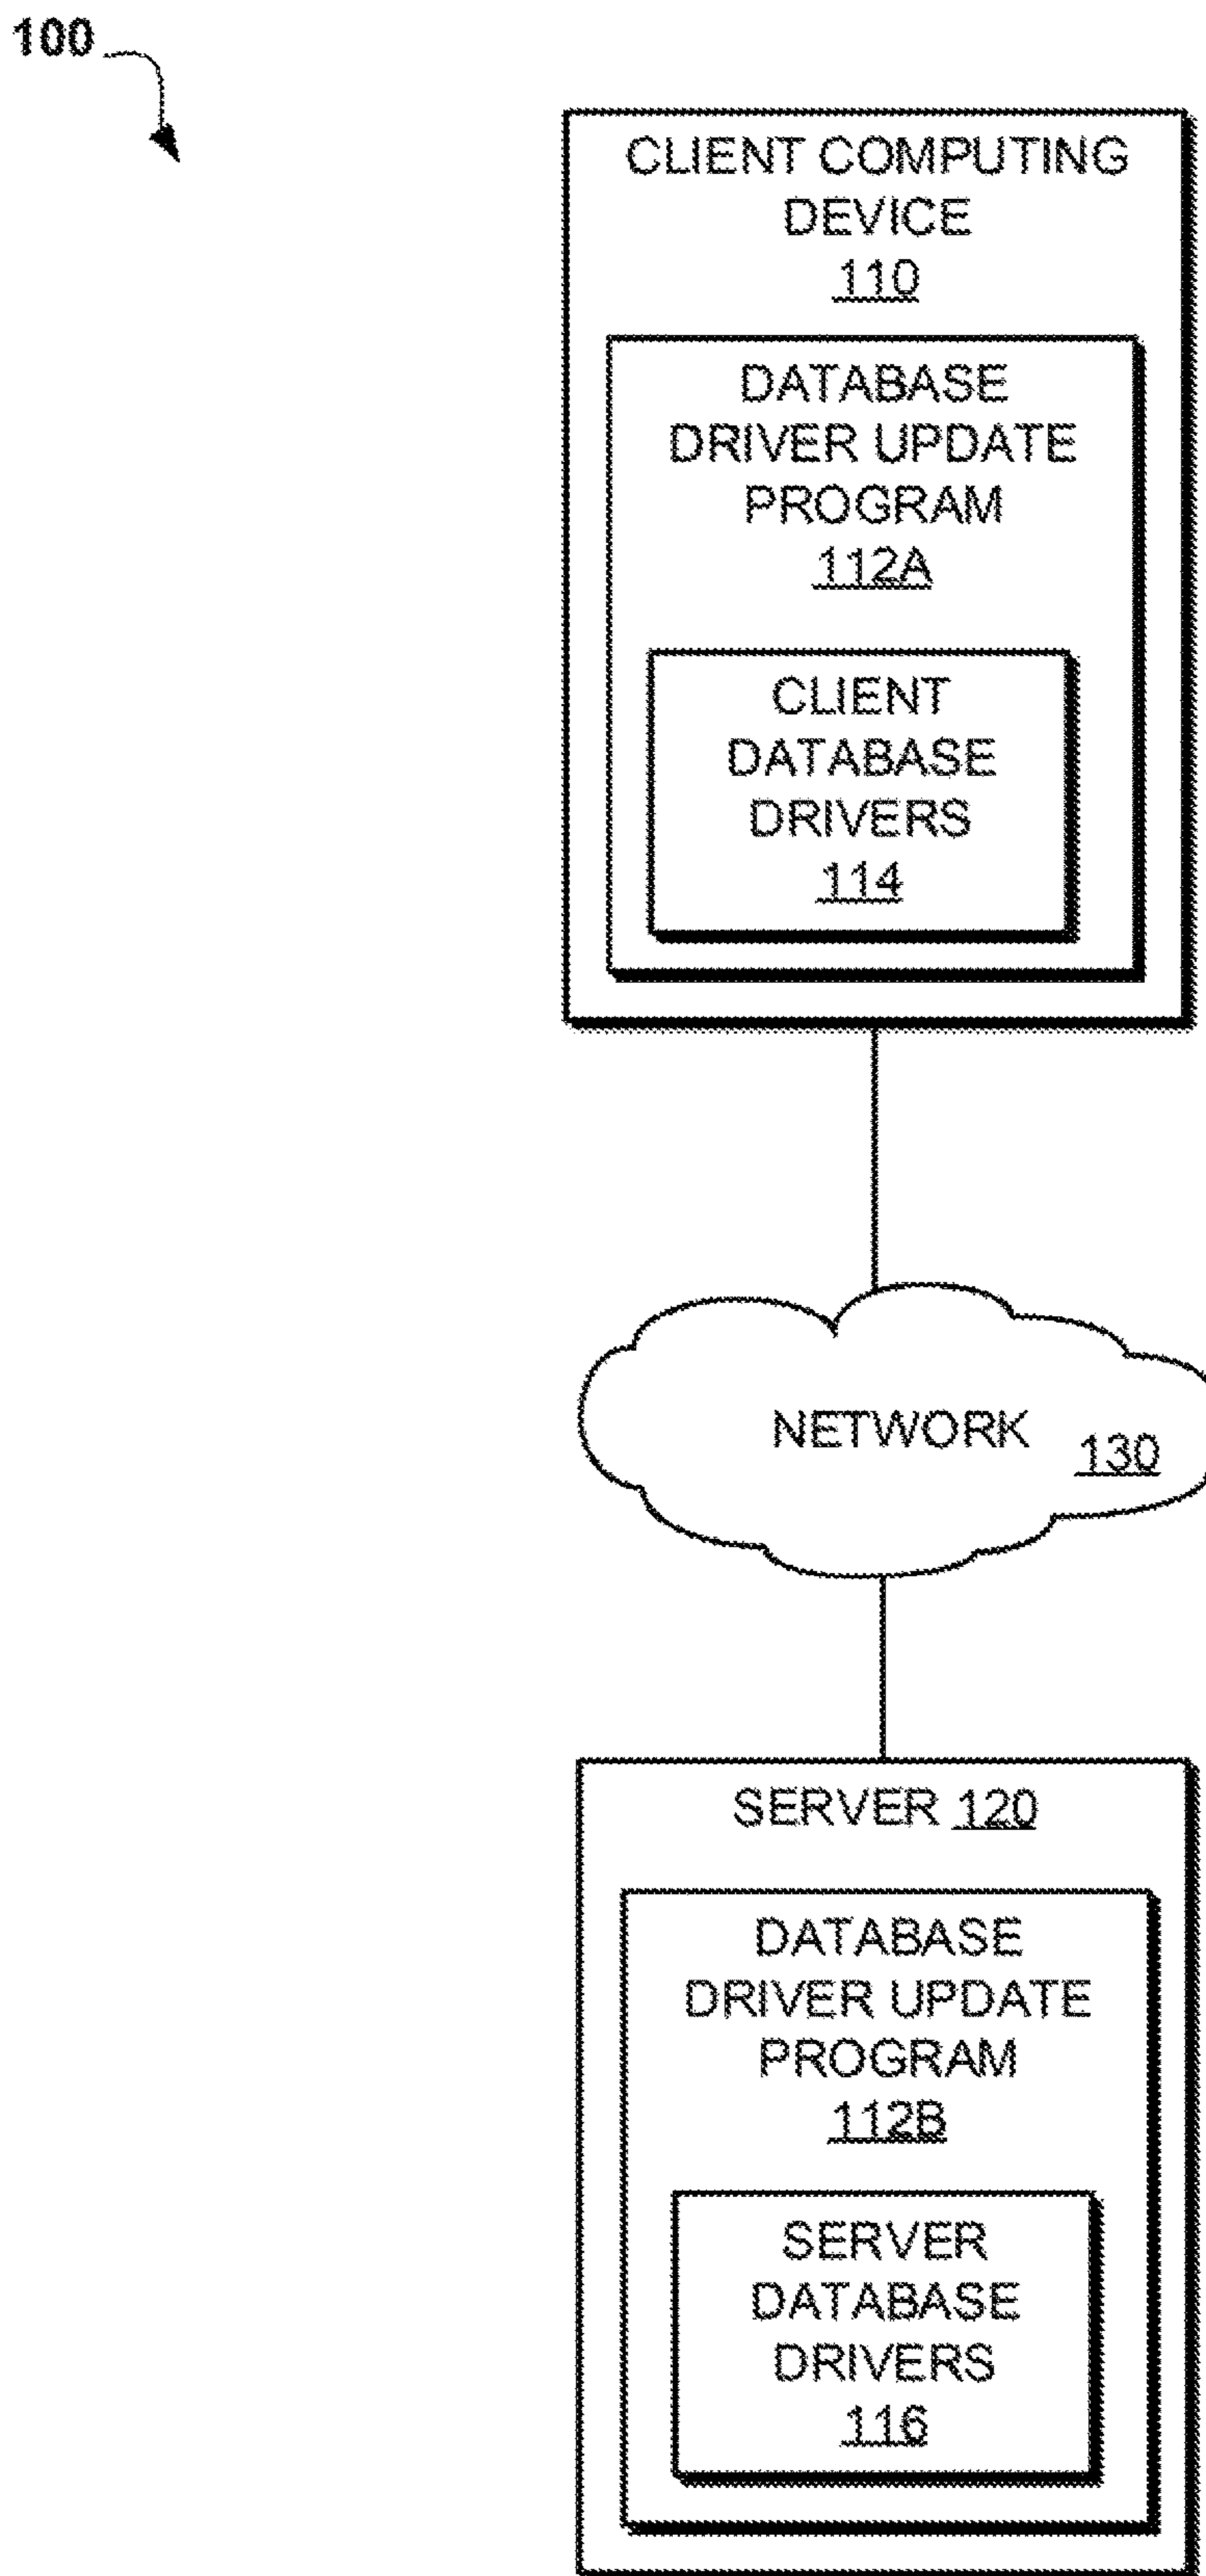 100
CLIENT COMPUTING
DEVICE
110
DATABASE
DRIVER UPDATE
PROGRAM
112A
CLIENT
DATABASE
DRIVERS
114
NETWORK 130
SERVER 120
DATABASE
DRIVER UPDATE
PROGRAM
112B
SERVER
DATABASE
DRIVERS
116